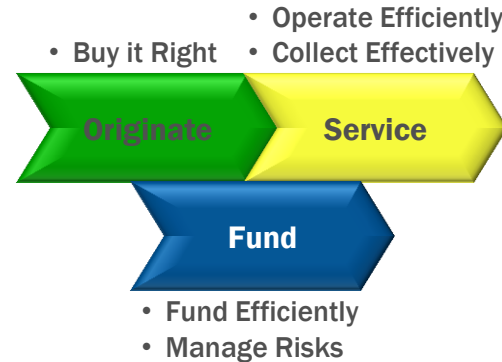 • Operate Efficiently
• Buy it Right
• Collect Effectively
Originate
Service
Fund
• Fund Efficiently
• Manage Risks